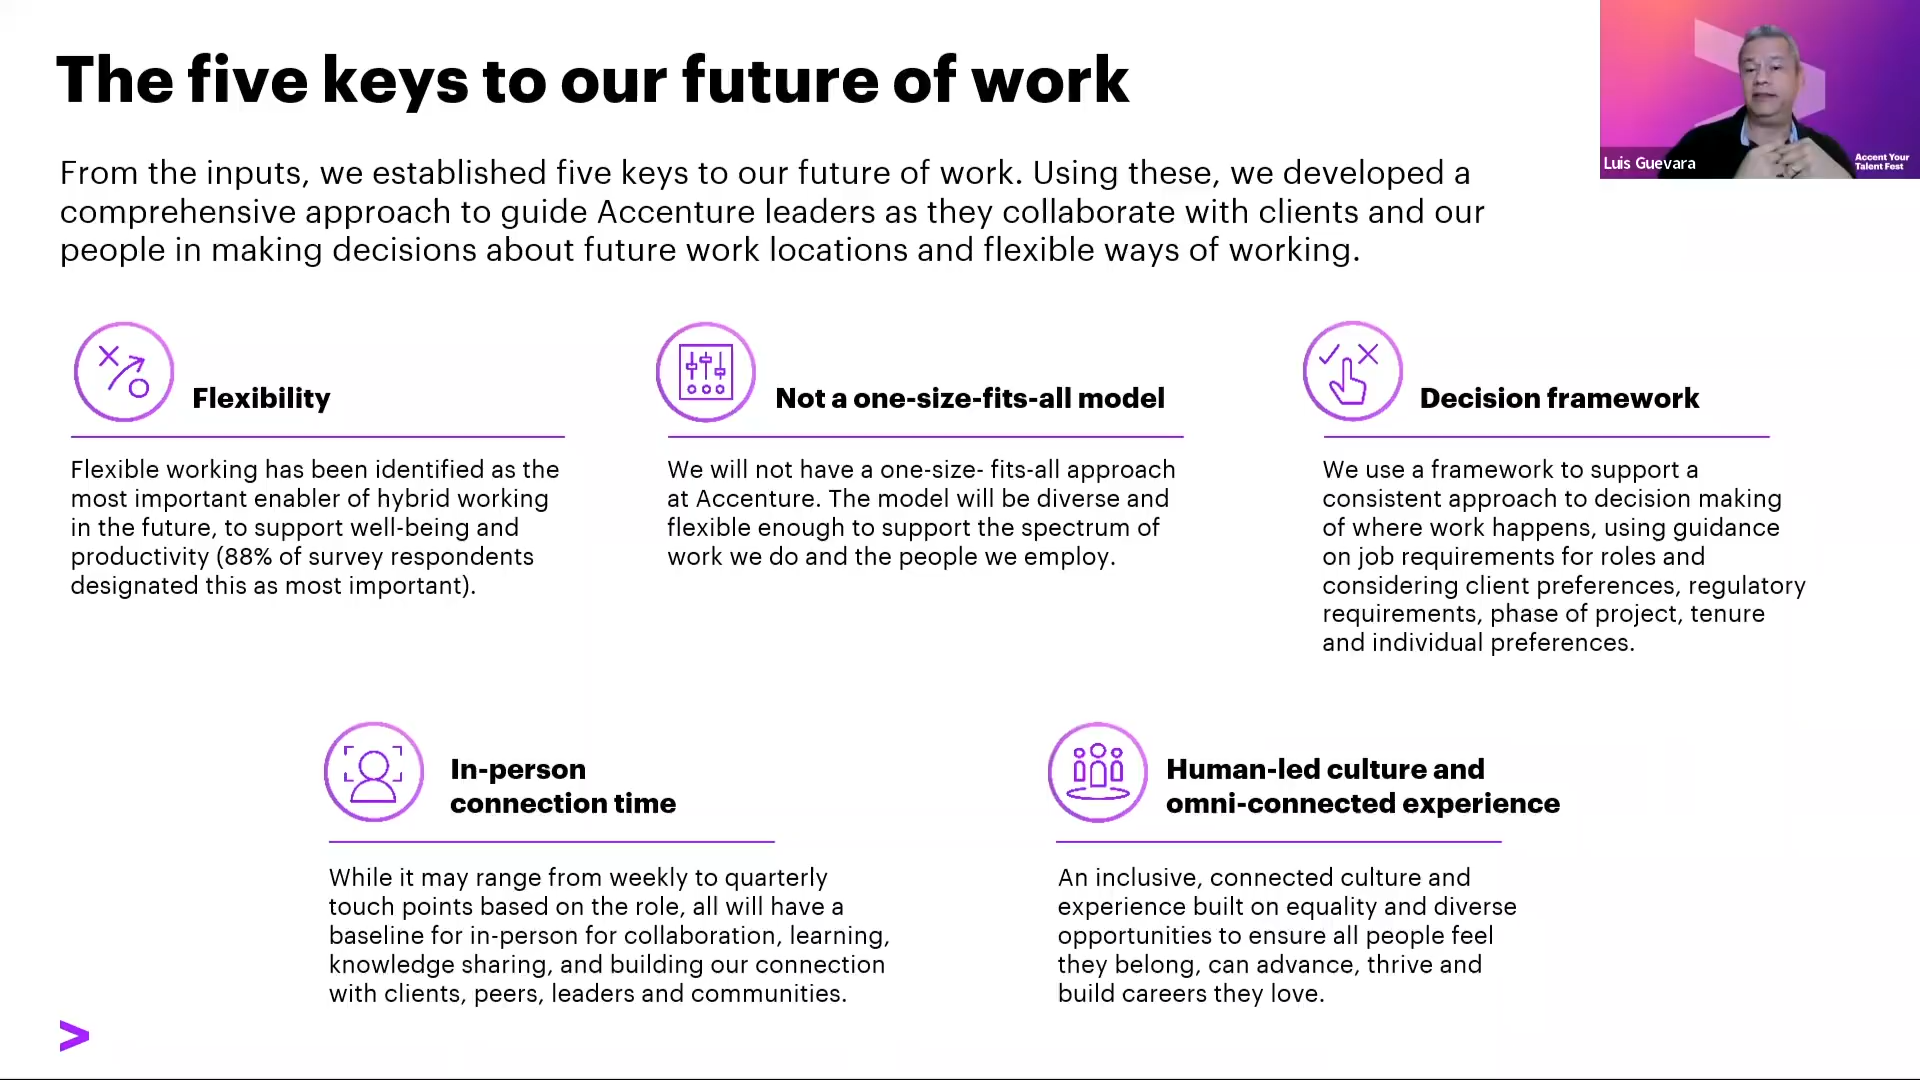 The five keys to our future of work
From the inputs, we established five keys to our future of work. Using these, we developed a
comprehensive approach to guide Accenture leaders as they collaborate with clients and our
people in making decisions about future work locations and flexible ways of working.
Luis Guevara
Accent Your
Talent Fest
Flexibility
Flexible working has been identified as the
most important enabler of hybrid working
in the future, to support well-being and
productivity (88% of survey respondents
designated this as most important).
Not a one-size-fits-all model
We will not have a one-size- fits-all approach
at Accenture. The model will be diverse and
flexible enough to support the spectrum of
work we do and the people we employ.
Decision framework
We use a framework to support a
consistent approach to decision making
of where work happens, using guidance
on job requirements for roles and
considering client preferences, regulatory
requirements, phase of project, tenure
and individual preferences.
In-person
connection time
While it may range from weekly to quarterly
touch points based on the role, all will have a
baseline for in-person for collaboration, learning,
knowledge sharing, and building our connection
with clients, peers, leaders and communities.
Human-led culture and
omni-connected experience
An inclusive, connected culture and
experience built on equality and diverse
opportunities to ensure all people feel
they belong, can advance, thrive and
build careers they love.